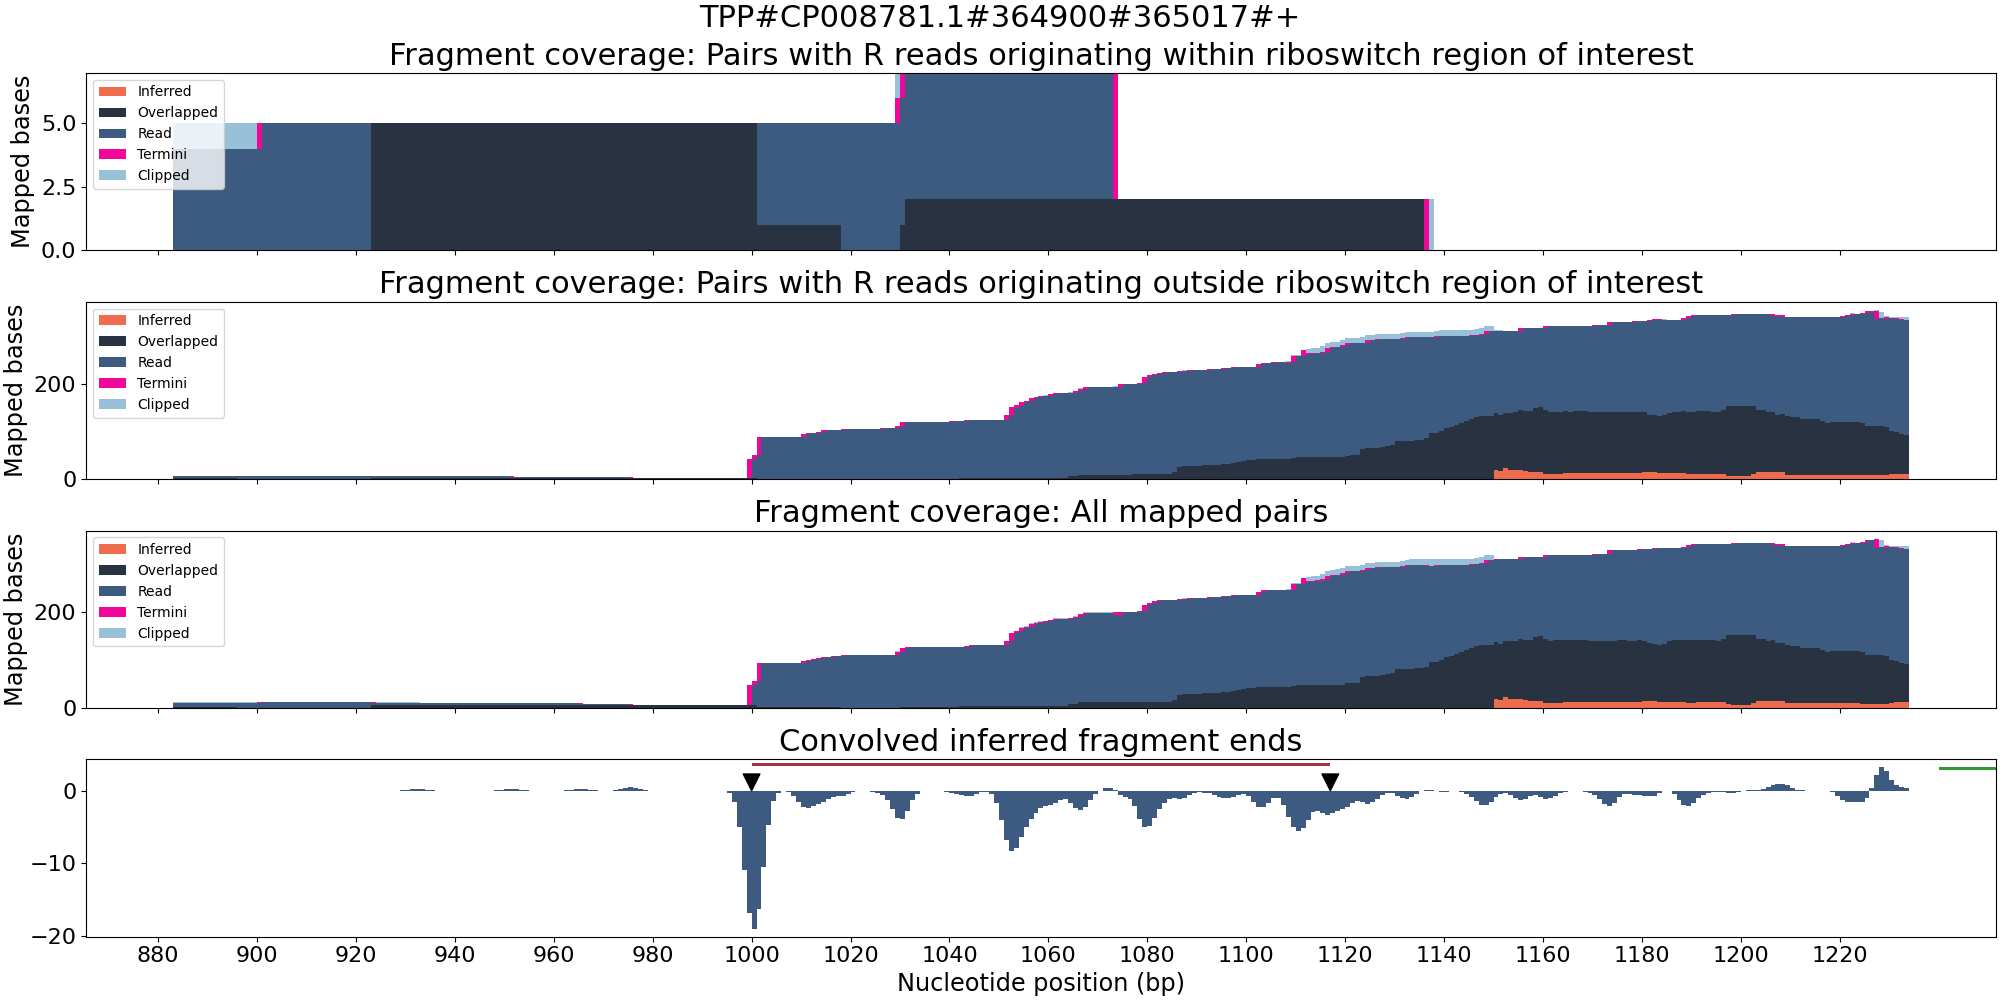 TPP#CP008781.1#364900#365017#+
Fragment coverage: Pairs with R reads originating within riboswitch region of interest
Mapped bases
5.0
2.5
0.0
Inferred
Overlapped
Read
Termini
Clipped
Fragment coverage: Pairs with R reads originating outside riboswitch region of interest
Mapped bases
200
0
Inferred
Overlapped
Read
Termini
Clipped
Fragment coverage: All mapped pairs
Mapped bases
200
0
Inferred
Overlapped
Read
Termini
Clipped
Convolved inferred fragment ends
0
−10
−20
880 900 920 940 960 980 1000 1020 1040 1060 1080 1100 1120 1140 1160 1180 1200 1220
Nucleotide position (bp)